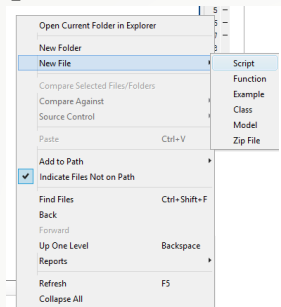 5 –
Open Current Folder in Explorer
New Folder
8
New File
Script
Function
Compare Selected Files/Folders
Example
Compare Against
Class
Source Control
Model
Paste Ctrl+V
Zip File
Add to Path
Indicate Files Not on Path
Find Files Ctrl+Shift+F
Back
Forward
Up One Level Backspace
Reports
Refresh F5
Collapse All